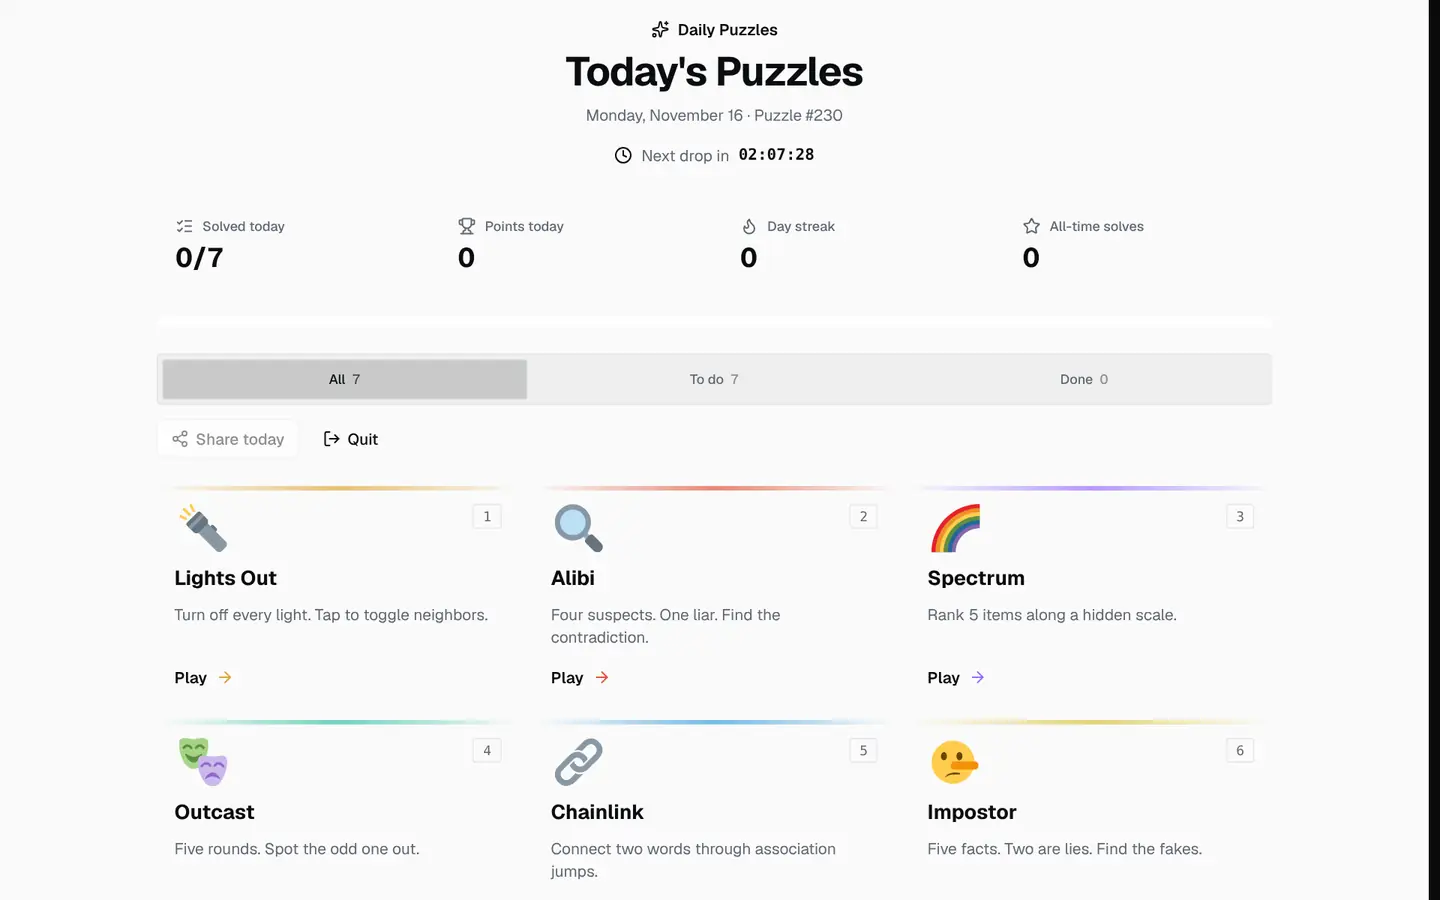 Daily Puzzles
Today's Puzzles
Monday, November 16 · Puzzle #230
Next drop in 02:07:28
Solved today
0/7
Points today
0
Day streak
0
All-time solves
0
All 7
To do 7
Done 0
Share today
Quit
1
Lights Out
Turn off every light. Tap to toggle neighbors.
Play
2
Alibi
Four suspects. One liar. Find the
contradiction.
Play
3
Spectrum
Rank 5 items along a hidden scale.
Play
4
Outcast
Five rounds. Spot the odd one out.
5
Chainlink
Connect two words through association
jumps.
6
Impostor
Five facts. Two are lies. Find the fakes.